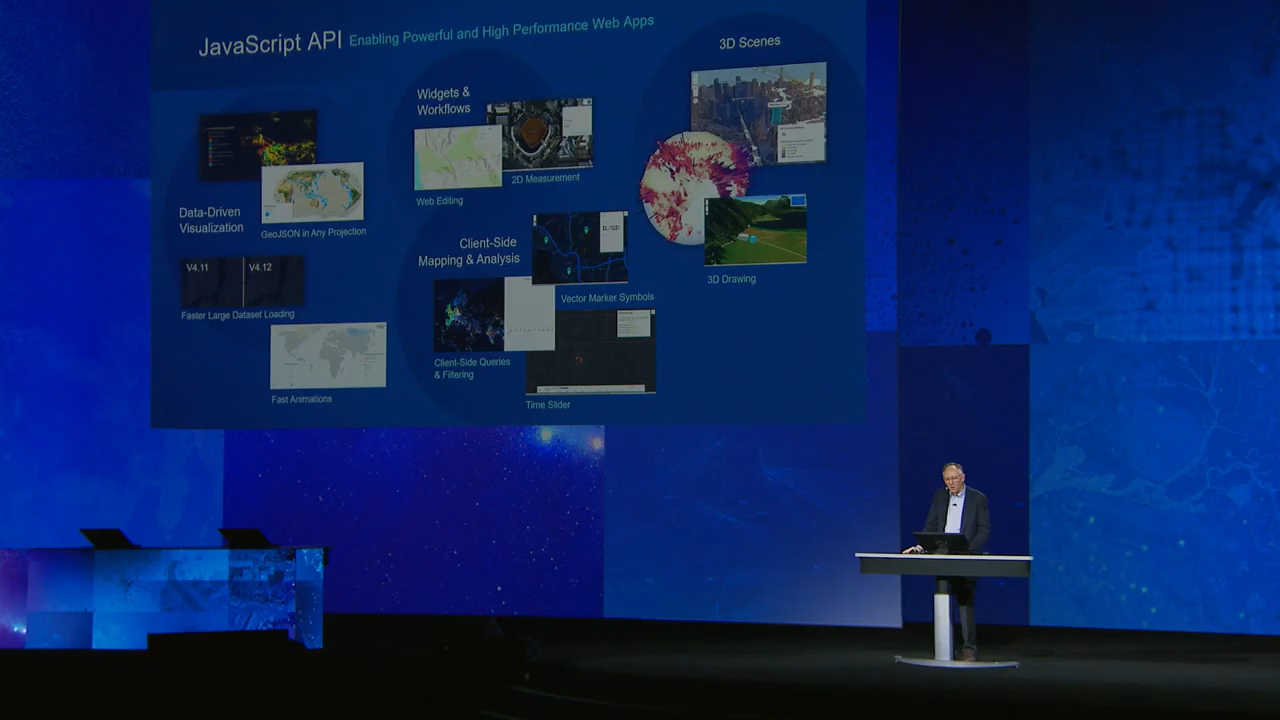 JavaScript API Enabling Powerful and High Performance Web Apps
Data-Driven
Visualization
GeoJSON in Any Projection
V4.11 V4.12
Faster Large Dataset Loading
Fast Animations
Widgets &
Workflows
Web Editing
2D Measurement
Client-Side
Mapping & Analysis
Vector Marker Symbols
Client-Side Queries
& Filtering
Time Slider
3D Scenes
3D Drawing